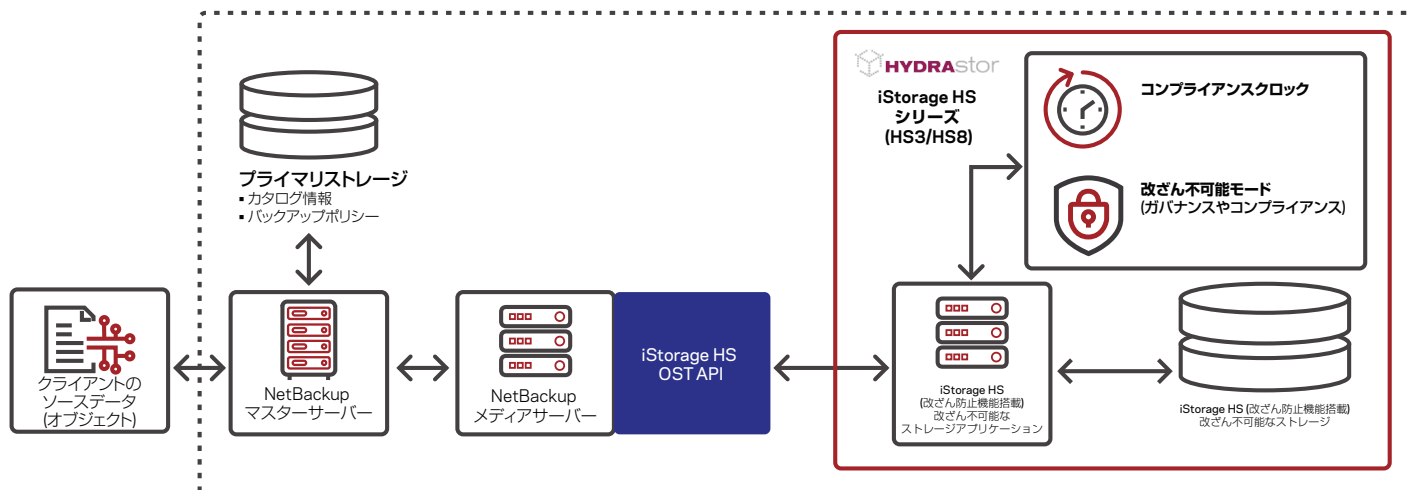 HYDRAstor
iStorage HS
シリーズ
(HS3/HS8)
コンプライアンスクロック
改ざん不可能モード
(ガバナンスやコンプライアンス)
プライマリストレージ
▪ カタログ情報
▪ バックアップポリシー
クライアントの
ソースデータ
(オブジェクト)
NetBackup
マスターサーバー
NetBackup
メディアサーバー
iStorage HS
OST API
iStorage HS
(改ざん防止機能搭載)
改ざん不可能な
ストレージアプリケーション
iStorage HS (改ざん防止機能搭載)
改ざん不可能なストレージ